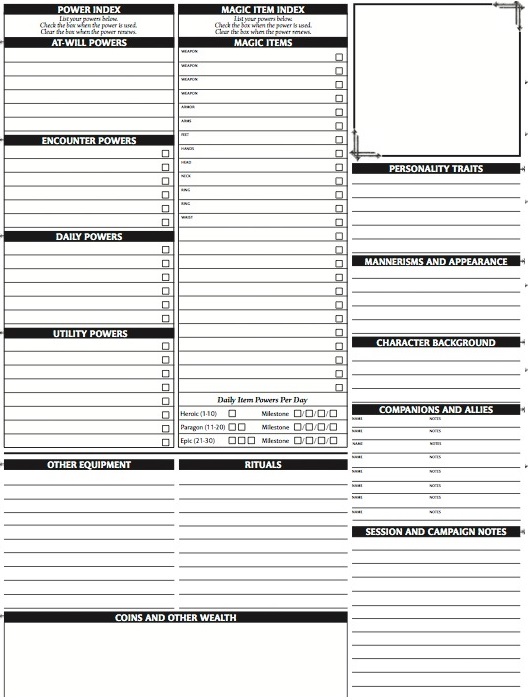 POWER INDEX
List your powers below.
Check the box when the power is used.
Clear the box when the power renews.
AT-WILL POWERS
ENCOUNTER POWERS
DAILY POWERS
UTILITY POWERS
MAGIC ITEM INDEX
List your powers below.
Check the box when the power is used.
Clear the box when the power renews.
MAGIC ITEMS
WEAPON
WEAPON
WEAPON
WEAPON
ARMOR
ARMS
FEET
HANDS
HEAD
NECK
RING
RING
WAIST
Daily Item Powers Per Day
Heroic (1-10) Milestone / / /
Paragon (11-20) Milestone / / /
Epic (21-30) Milestone / / /
OTHER EQUIPMENT
RITUALS
COINS AND OTHER WEALTH
PERSONALITY TRAITS
MANNERISMS AND APPEARANCE
CHARACTER BACKGROUND
COMPANIONS AND ALLIES
NAME NOTES
NAME NOTES
NAME NOTES
NAME NOTES
NAME NOTES
NAME NOTES
NAME NOTES
NAME NOTES
SESSION AND CAMPAIGN NOTES